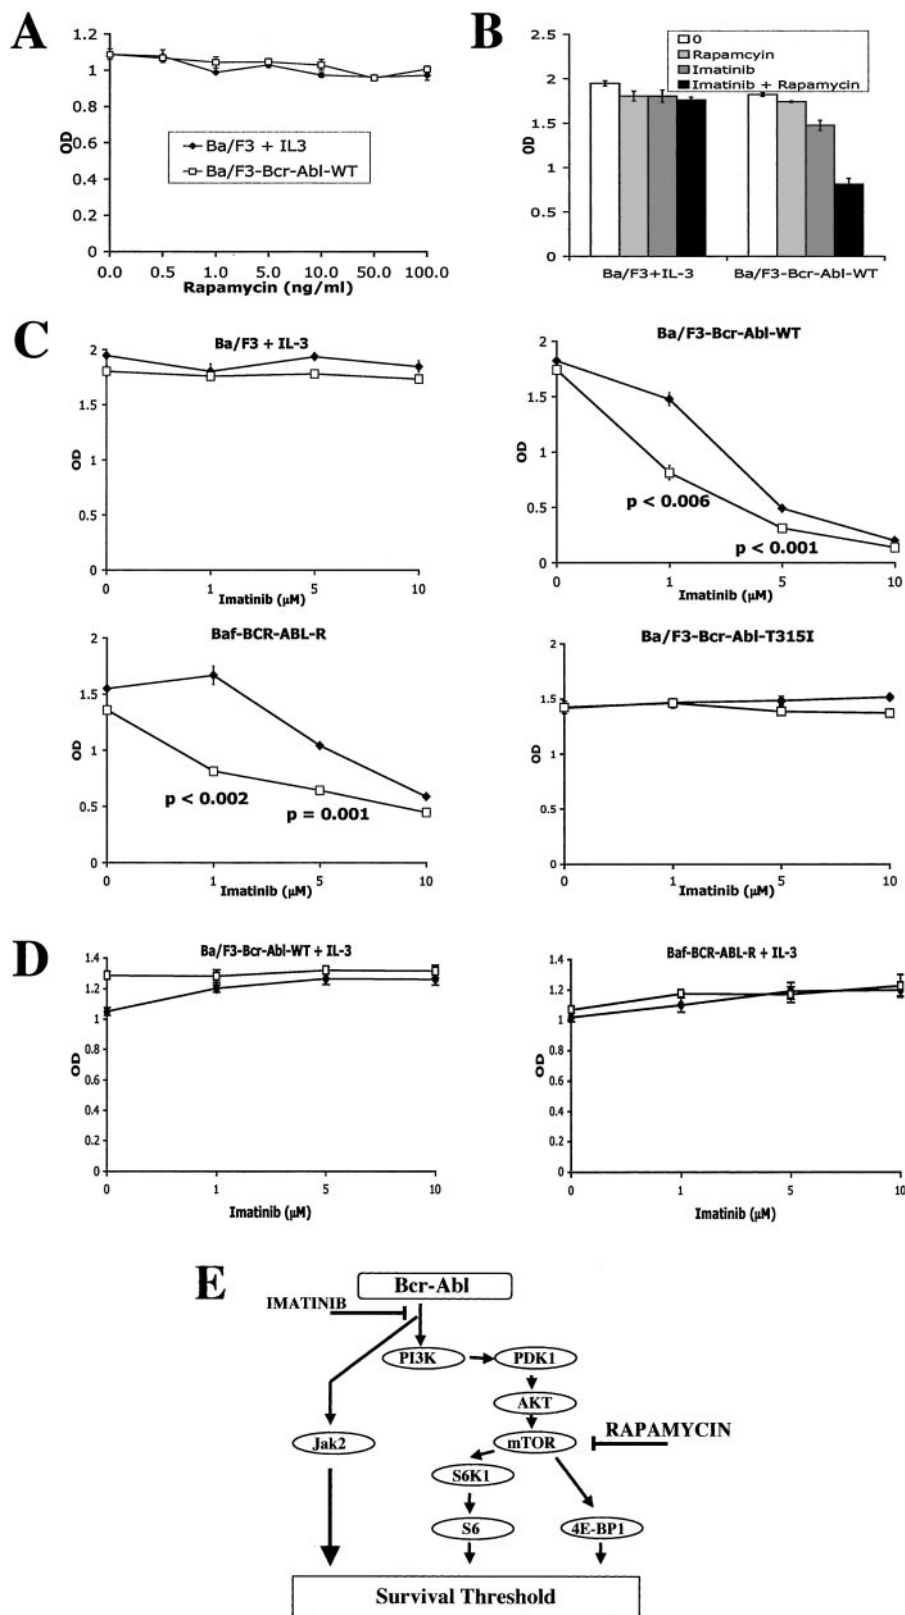 A
1.2
1
0.8
0.6
0.4
0.2
0
OD
Ba/F3 + IL3
Ba/F3-Bcr-Abl-WT
0.0 0.5 1.0 5.0 10.0 50.0 100.0
Rapamycin (ng/ml)
B
2.5
2
1.5
1
0.5
0
OD
0
Rapamcyin
Imatinib
Imatinib + Rapamycin
Ba/F3+IL-3 Ba/F3-Bcr-Abl-WT
C
Ba/F3 + IL-3
2
1.5
1
0.5
0
OD
0 1 5 10
Imatinib (µM)
Ba/F3-Bcr-Abl-WT
2
1.5
1
0.5
0
OD
p < 0.006
p < 0.001
0 1 5 10
Imatinib (µM)
Baf-BCR-ABL-R
2
1.5
1
0.5
0
OD
p < 0.002
p = 0.001
0 1 5 10
Imatinib (µM)
Ba/F3-Bcr-Abl-T315I
2
1.5
1
0.5
0
OD
0 1 5 10
Imatinib (µM)
D
Ba/F3-Bcr-Abl-WT + IL-3
1.4
1.2
1
0.8
0.6
0.4
0.2
0
OD
0 1 5 10
Imatinib (µM)
Baf-BCR-ABL-R + IL-3
1.4
1.2
1
0.8
0.6
0.4
0.2
0
OD
0 1 5 10
Imatinib (µM)
E
Bcr-Abl
IMATINIB
PI3K PDK1
AKT
Jak2 mTOR RAPAMYCIN
S6K1
S6 4E-BP1
Survival Threshold